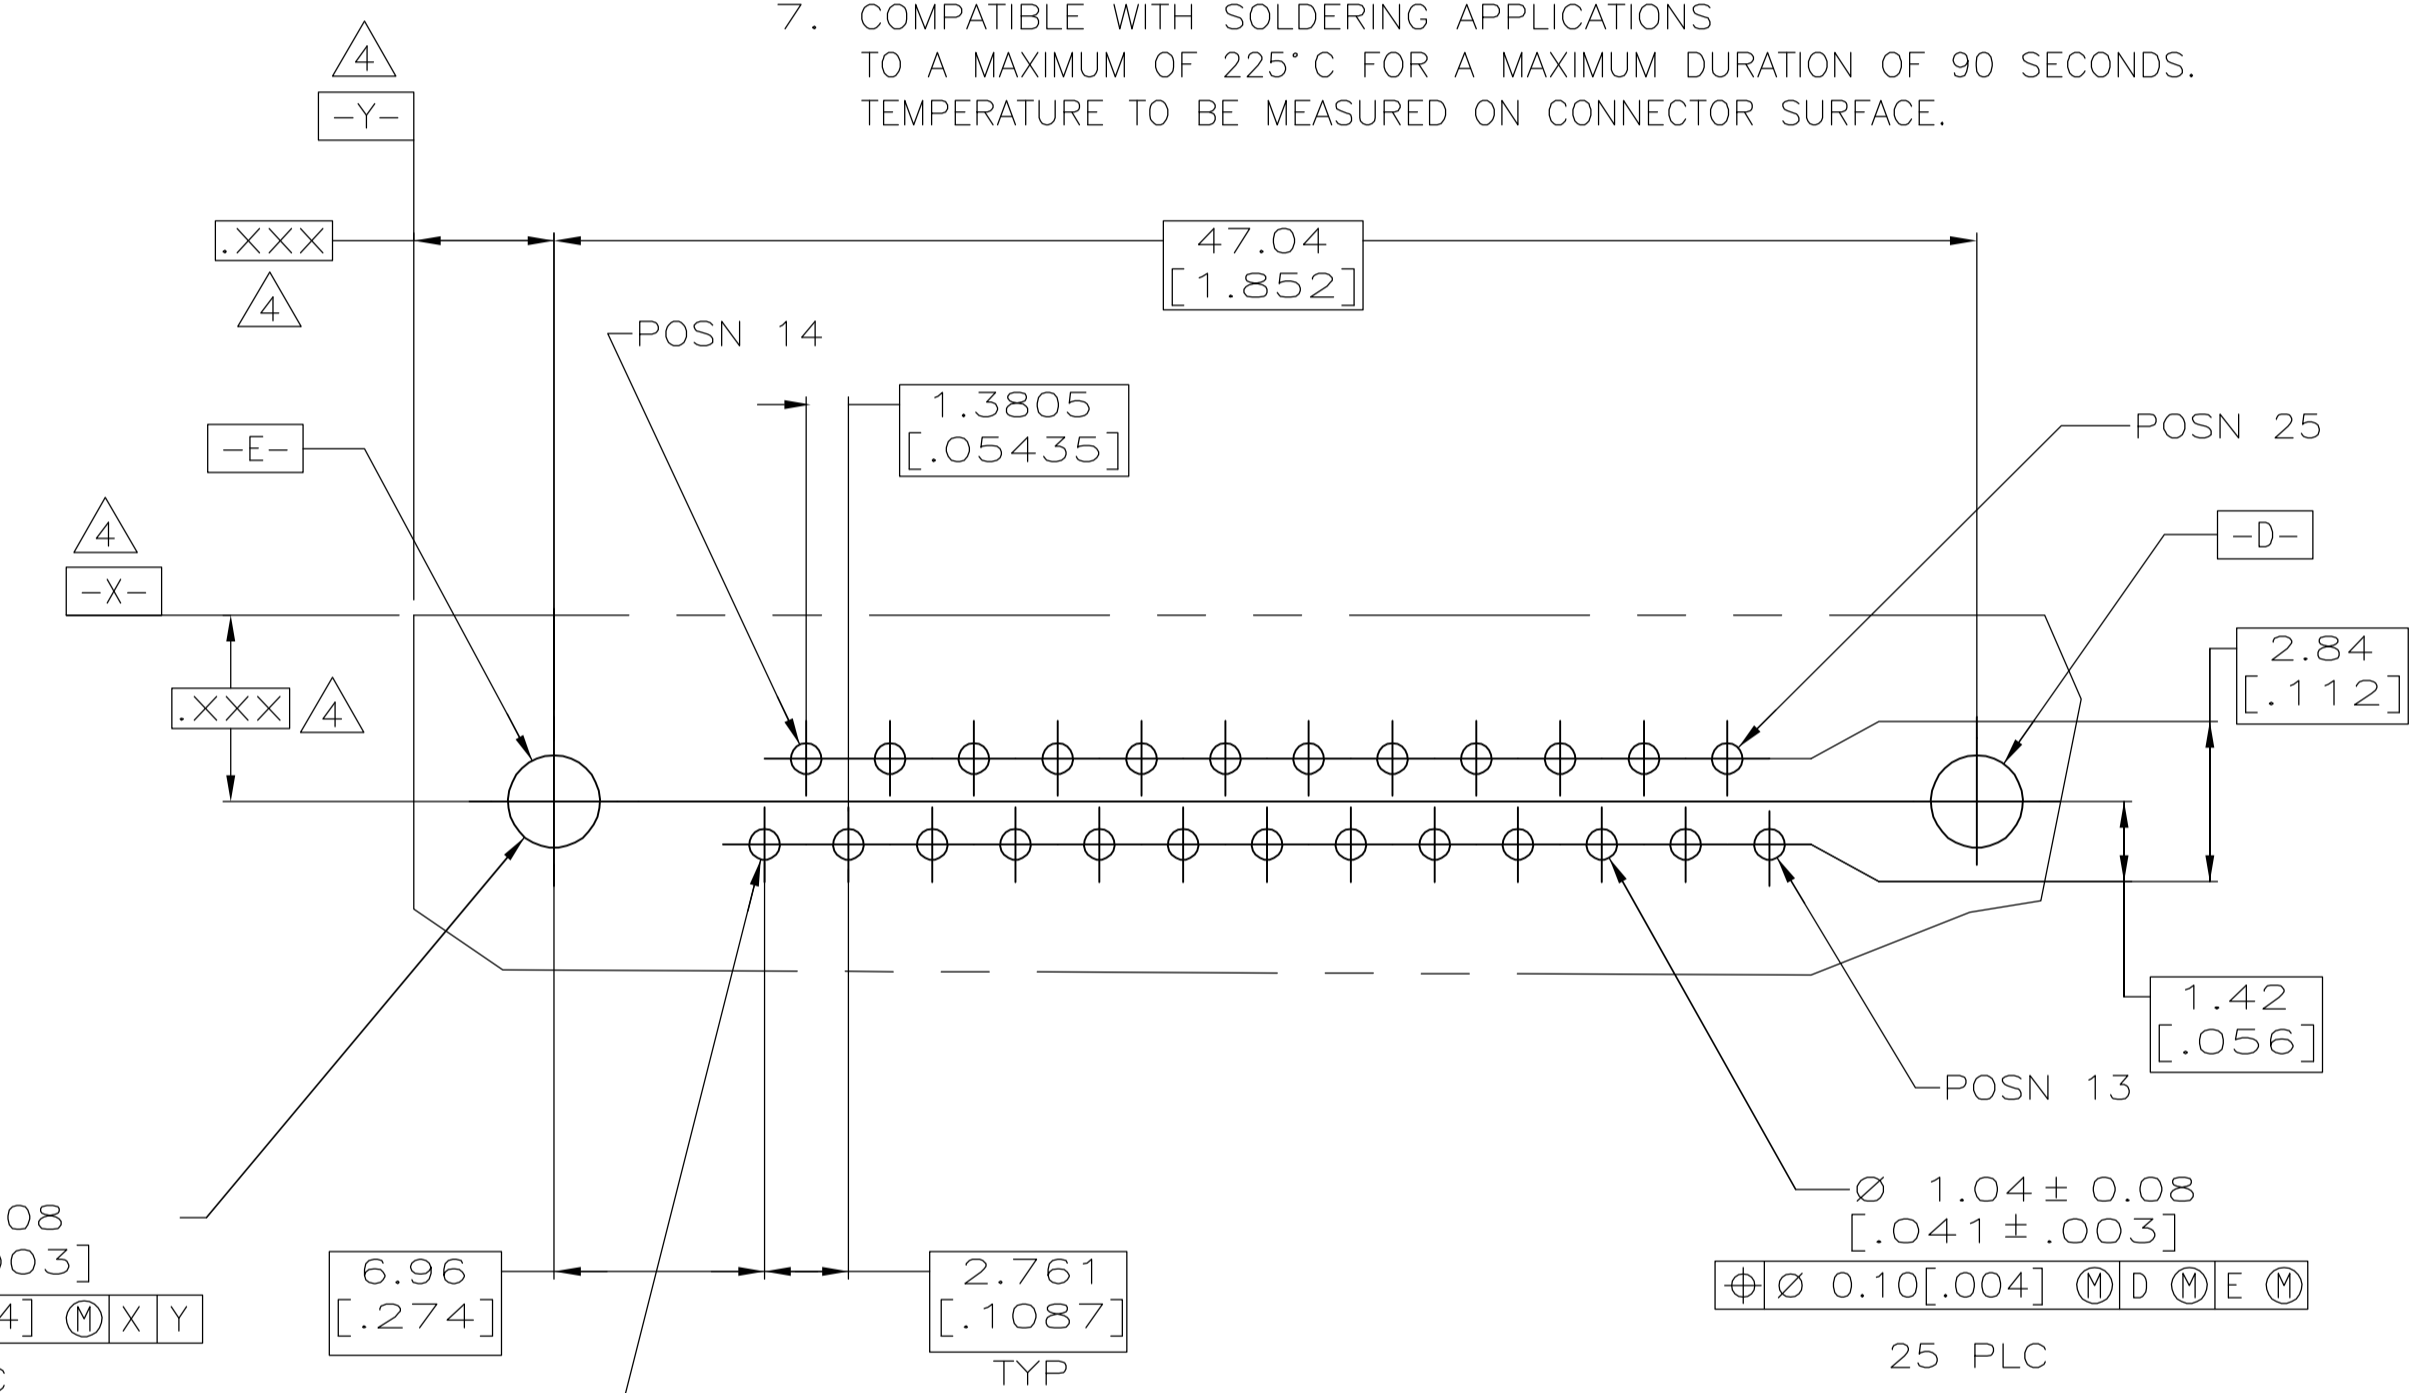 7. COMPATIBLE WITH SOLDERING APPLICATIONS
TO A MAXIMUM OF 225°C FOR A MAXIMUM DURATION OF 90 SECONDS.
TEMPERATURE TO BE MEASURED ON CONNECTOR SURFACE.
4
-Y-
.XXX
4
47.04
[1.852]
POSN 14
1.3805
[.05435]
POSN 25
-E-
-D-
4
-X-
.XXX
4
2.84
[.112]
1.42
[.056]
POSN 13
08
003]
4] Ⓜ X Y
C
6.96
[.274]
2.761
[.1087]
TYP
Ø 1.04 ± 0.08
[.041 ± .003]
⌖ Ø 0.10[.004] Ⓜ D Ⓜ E Ⓜ
25 PLC